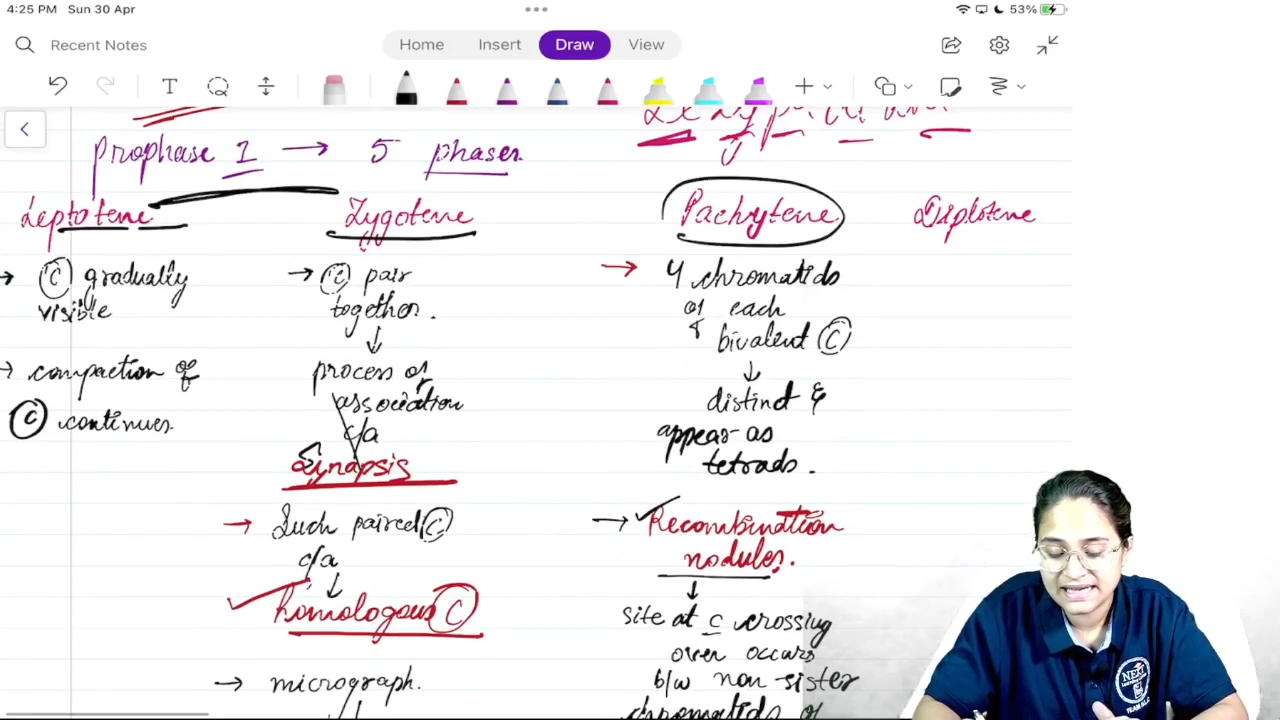 4:25 PM Sun 30 Apr
53%
Recent Notes
Home Insert Draw View
Prophase I → 5 phases
Leptotene
→ (C) gradually
visible
→ compaction of
(C) continues.
Zygotene
→ (C) pair
together.
↓
process of
association
c/a
Synapsis
→ Such paired (C)
c/a
↓
homologous (C)
→ micrograph.
Pachytene
→ 4 chromatids
of each
bivalent (C)
↓
distinct &
appear as
tetrads.
→ Recombination
nodules.
↓
site at c crossing
over occurs
b/w non-sister
chromatids of
Diplotene
NEXT